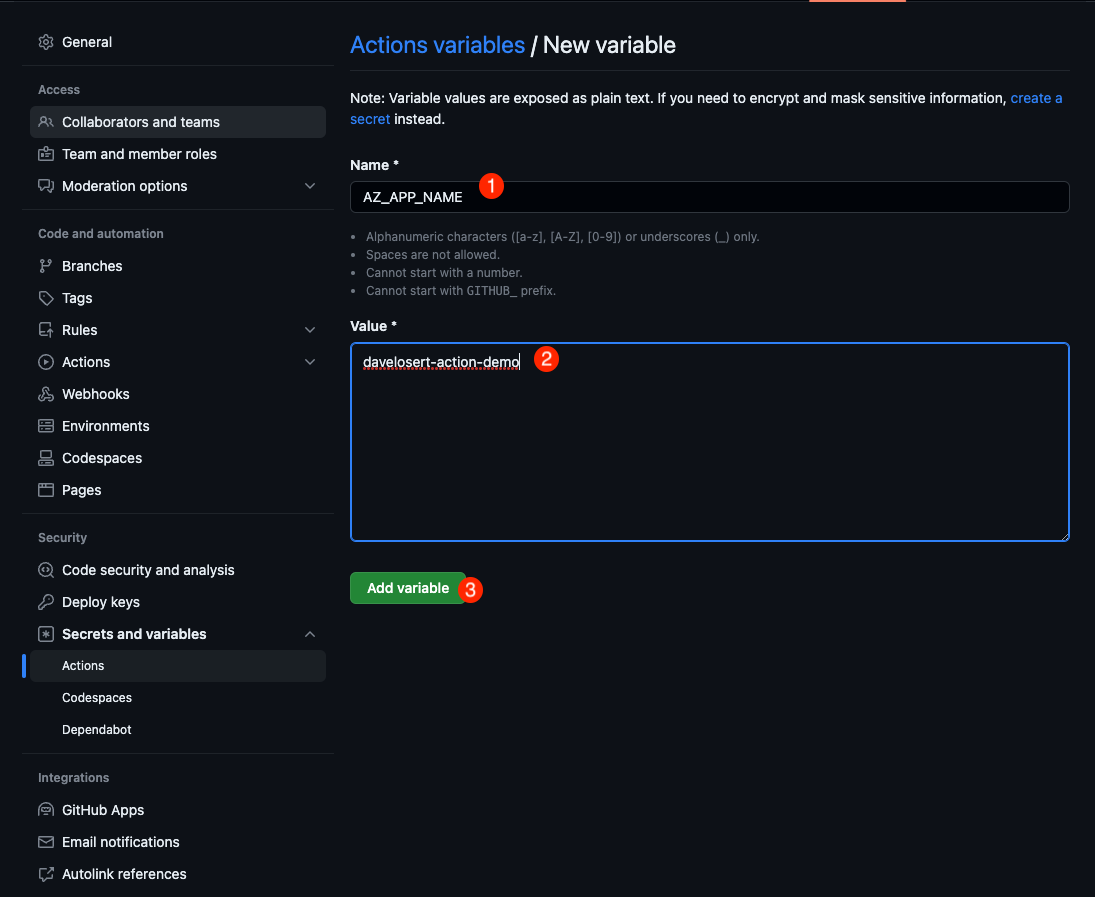 General
Access
Collaborators and teams
Team and member roles
Moderation options
Code and automation
Branches
Tags
Rules
Actions
Webhooks
Environments
Codespaces
Pages
Security
Code security and analysis
Deploy keys
Secrets and variables
Actions
Codespaces
Dependabot
Integrations
GitHub Apps
Email notifications
Autolink references
Actions variables / New variable
Note: Variable values are exposed as plain text. If you need to encrypt and mask sensitive information, create a
secret instead.
Name *
AZ_APP_NAME 1
• Alphanumeric characters ([a-z], [A-Z], [0-9]) or underscores (_) only.
• Spaces are not allowed.
• Cannot start with a number.
• Cannot start with GITHUB_ prefix.
Value *
davelosert-action-demo 2
Add variable 3